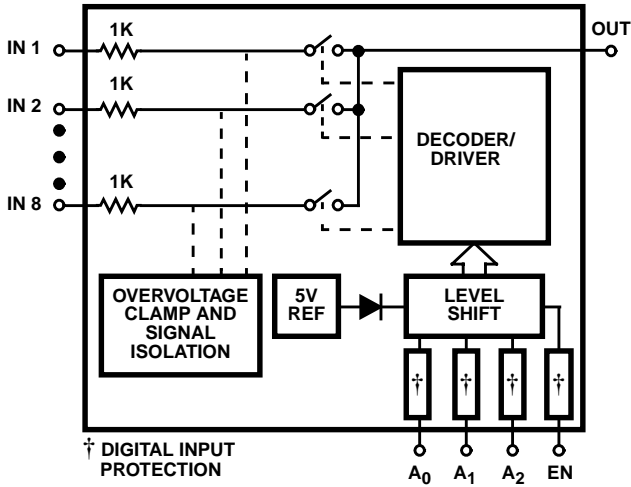 OUT
1K
IN 1
1K
IN 2
DECODER/
DRIVER
1K
IN 8
OVERVOLTAGE
CLAMP AND
SIGNAL
ISOLATION
5V
REF
LEVEL
SHIFT
† † † †
† DIGITAL INPUT
PROTECTION
A0 A1 A2 EN